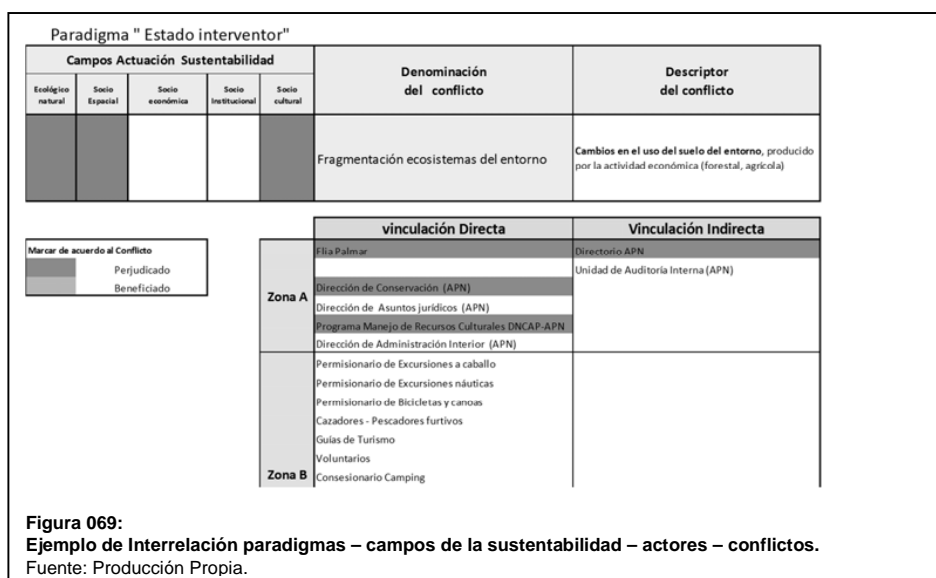 Paradigma " Estado interventor"
Campos Actuación Sustentabilidad
Denominación
del conflicto
Descriptor
del conflicto
Ecológico
natural
Socio
Espacial
Socio
económica
Socio
Institucional
Socio
cultural
Fragmentación ecosistemas del entorno
Cambios en el uso del suelo del entorno, producido
por la actividad económica (forestal, agrícola)
vinculación Directa
Vinculación Indirecta
Marcar de acuerdo al Conflicto
Perjudicado
Beneficiado
Zona A
Flia Palmar
Directorio APN
Unidad de Auditoría Interna (APN)
Dirección de Conservación (APN)
Dirección de Asuntos jurídicos (APN)
Programa Manejo de Recursos Culturales DNCAP-APN
Dirección de Administración Interior (APN)
Zona B
Permisionario de Excursiones a caballo
Permisionario de Excursiones náuticas
Permisionario de Bicicletas y canoas
Cazadores - Pescadores furtivos
Guías de Turismo
Voluntarios
Consesionario Camping
Figura 069:
Ejemplo de Interrelación paradigmas – campos de la sustentabilidad – actores – conflictos.
Fuente: Producción Propia.